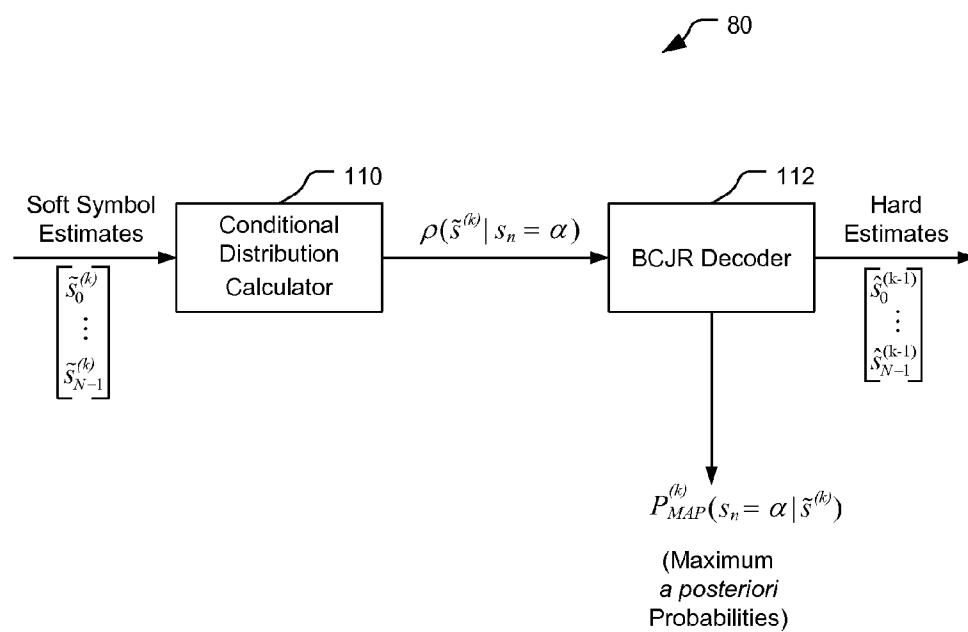 80
110
112
Soft Symbol
Estimates
Conditional
Distribution
Calculator
ρ(s̃^(k) | s_n = α)
BCJR Decoder
Hard
Estimates
s̃_0^(k)
⋮
s̃_{N−1}^(k)
ŝ_0^(k-1)
⋮
ŝ_{N−1}^(k-1)
P_MAP^(k)(s_n = α | s̃^(k))
(Maximum
a posteriori
Probabilities)